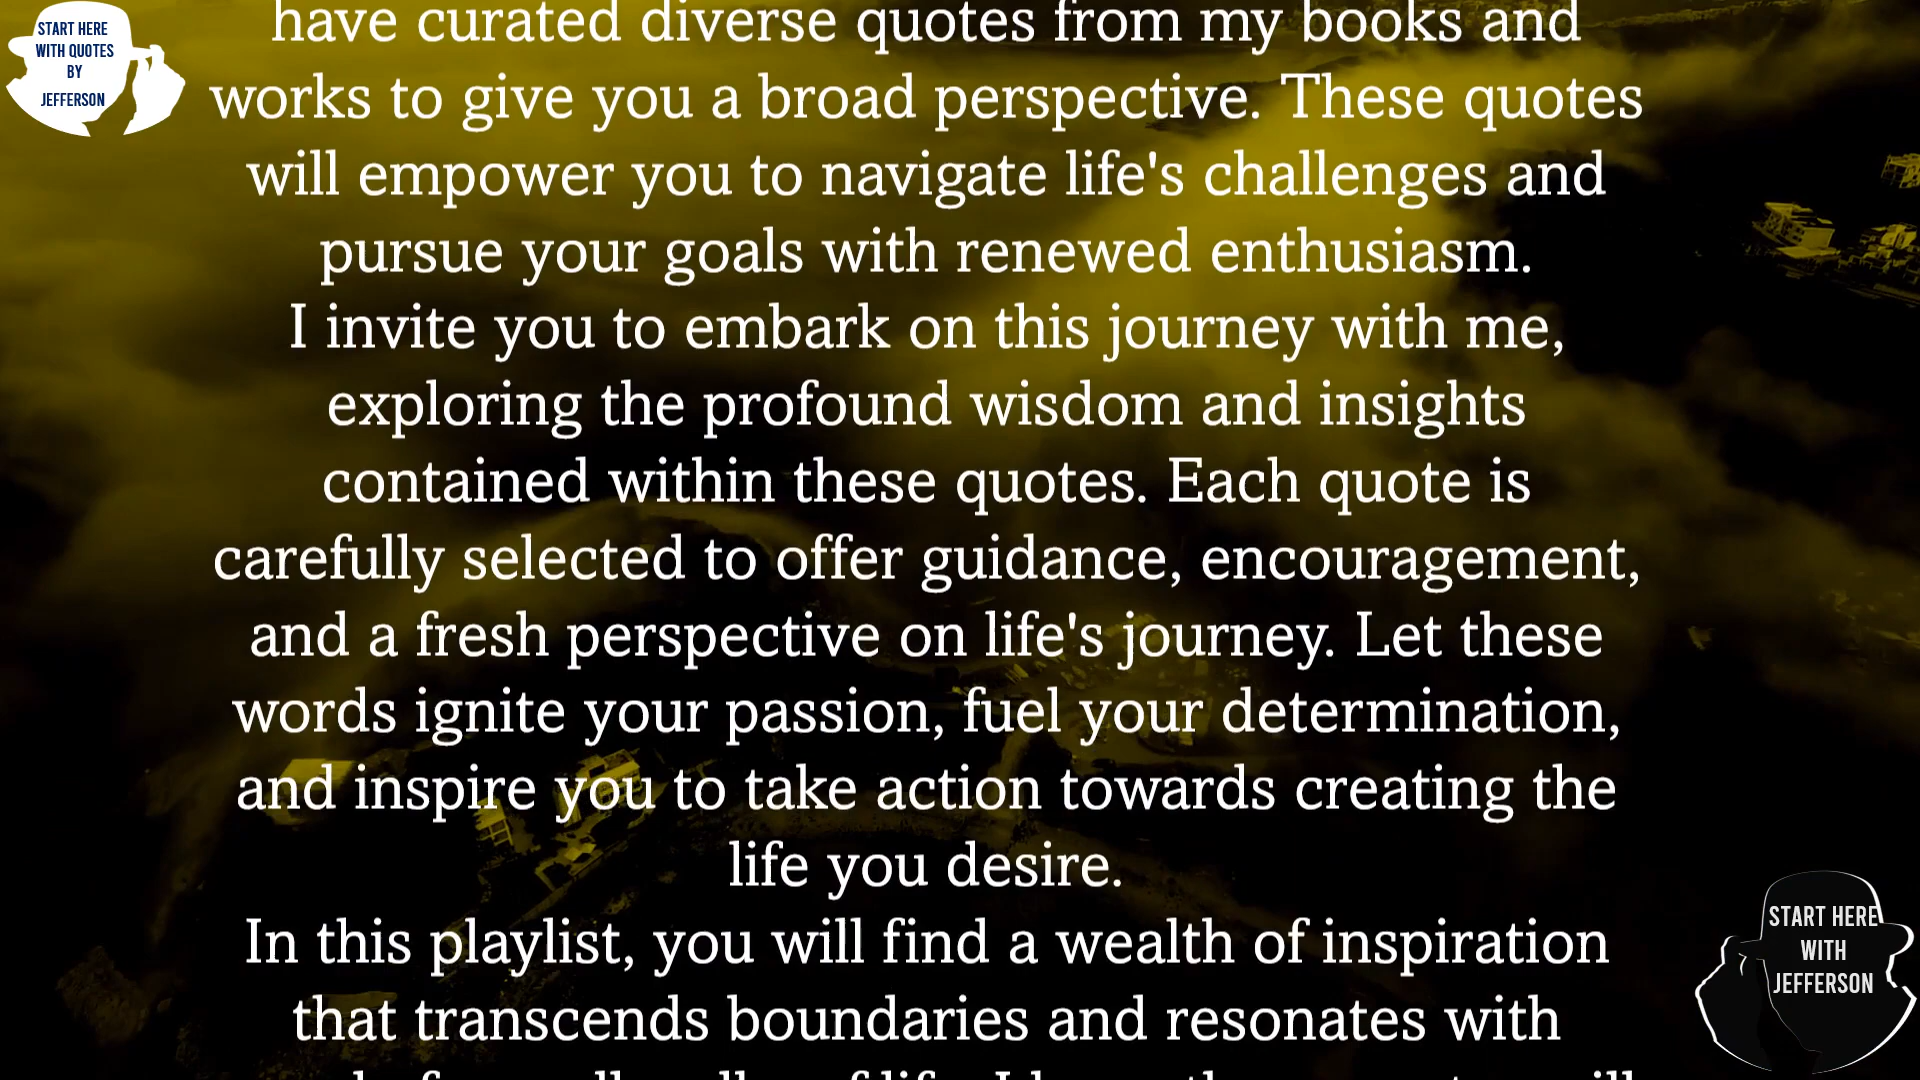 START HERE
WITH QUOTES
BY
JEFFERSON
have curated diverse quotes from my books and
works to give you a broad perspective. These quotes
will empower you to navigate life's challenges and
pursue your goals with renewed enthusiasm.
I invite you to embark on this journey with me,
exploring the profound wisdom and insights
contained within these quotes. Each quote is
carefully selected to offer guidance, encouragement,
and a fresh perspective on life's journey. Let these
words ignite your passion, fuel your determination,
and inspire you to take action towards creating the
life you desire.
In this playlist, you will find a wealth of inspiration
that transcends boundaries and resonates with
START HERE
WITH
JEFFERSON